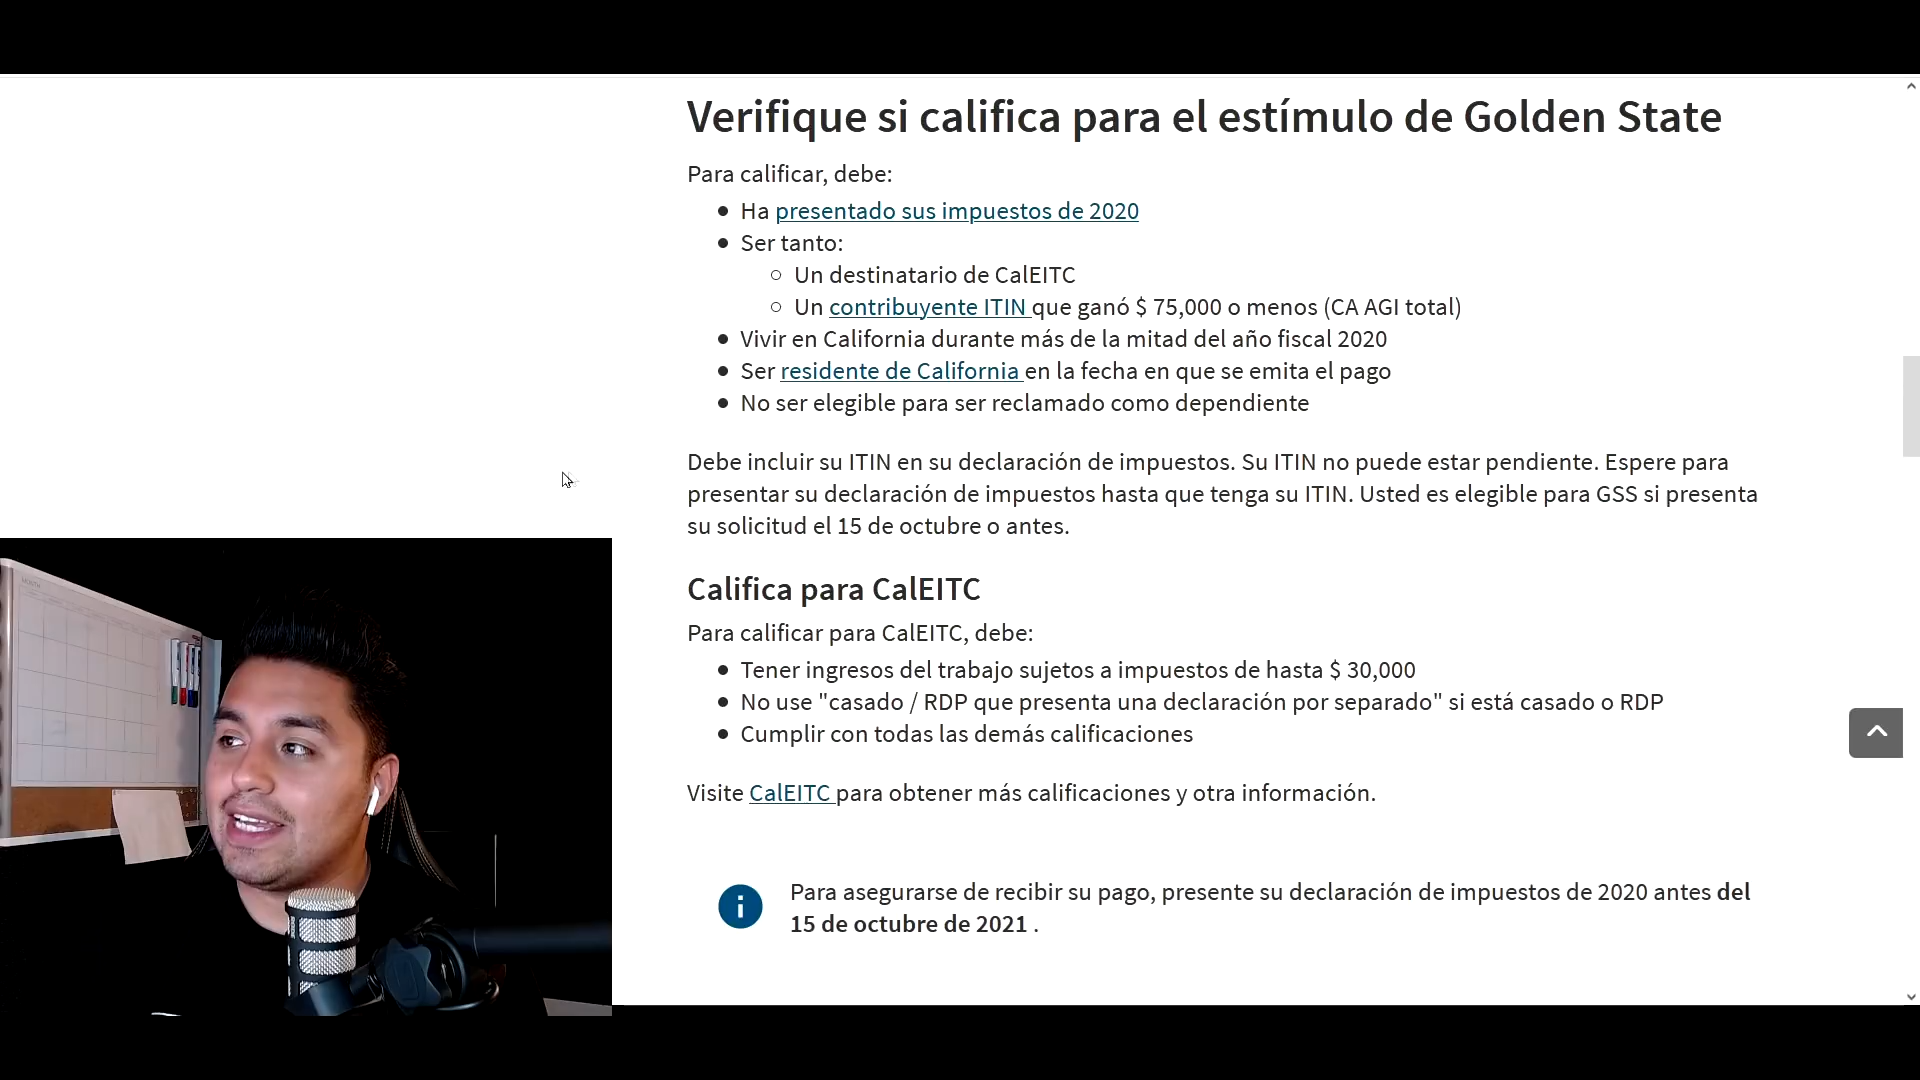 Verifique si califica para el estímulo de Golden State
Para calificar, debe:
Ha presentado sus impuestos de 2020
Ser tanto:
Un destinatario de CalEITC
Un contribuyente ITIN que ganó $ 75,000 o menos (CA AGI total)
Vivir en California durante más de la mitad del año fiscal 2020
Ser residente de California en la fecha en que se emita el pago
No ser elegible para ser reclamado como dependiente
Debe incluir su ITIN en su declaración de impuestos. Su ITIN no puede estar pendiente. Espere para
presentar su declaración de impuestos hasta que tenga su ITIN. Usted es elegible para GSS si presenta
su solicitud el 15 de octubre o antes.
Califica para CalEITC
Para calificar para CalEITC, debe:
Tener ingresos del trabajo sujetos a impuestos de hasta $ 30,000
No use "casado / RDP que presenta una declaración por separado" si está casado o RDP
Cumplir con todas las demás calificaciones
Visite CalEITC para obtener más calificaciones y otra información.
Para asegurarse de recibir su pago, presente su declaración de impuestos de 2020 antes del
15 de octubre de 2021 .